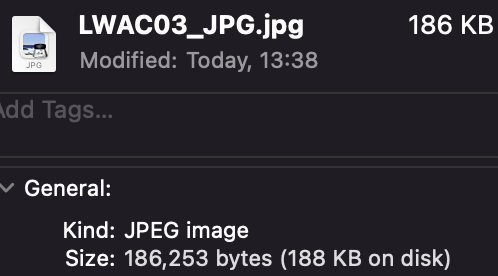 LWAC03_JPG.jpg 186 KB
Modified: Today, 13:38
JPG
Add Tags...
General:
Kind: JPEG image
Size: 186,253 bytes (188 KB on disk)